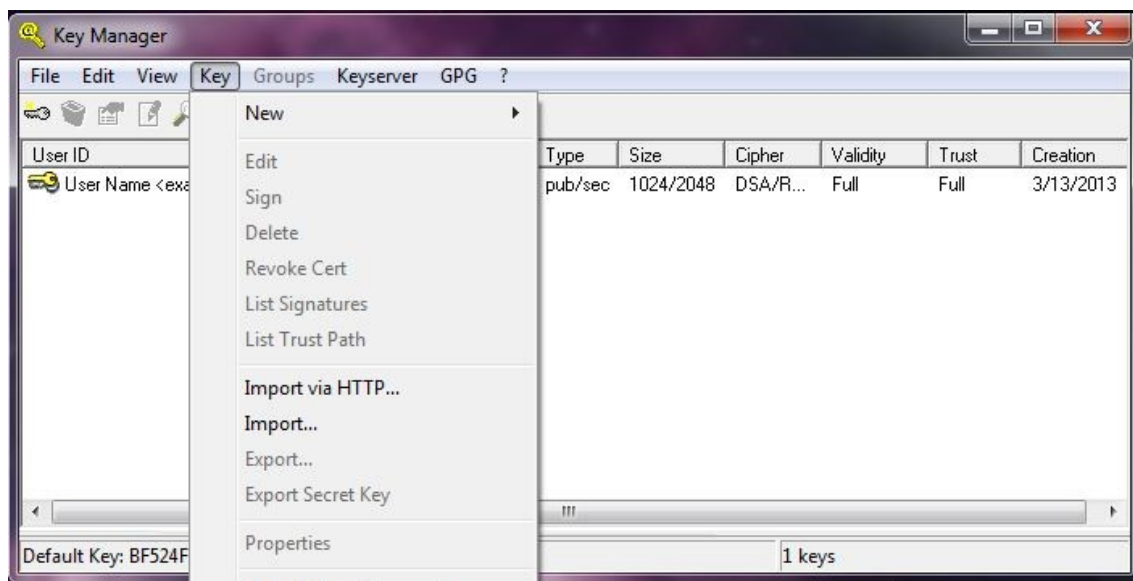 Key Manager
File Edit View Key Groups Keyserver GPG ?
New
User ID Type Size Cipher Validity Trust Creation
Edit
User Name <exa pub/sec 1024/2048 DSA/R... Full Full 3/13/2013
Sign
Delete
Revoke Cert
List Signatures
List Trust Path
Import via HTTP...
Import...
Export...
Export Secret Key
Properties
Default Key: BF524F 1 keys